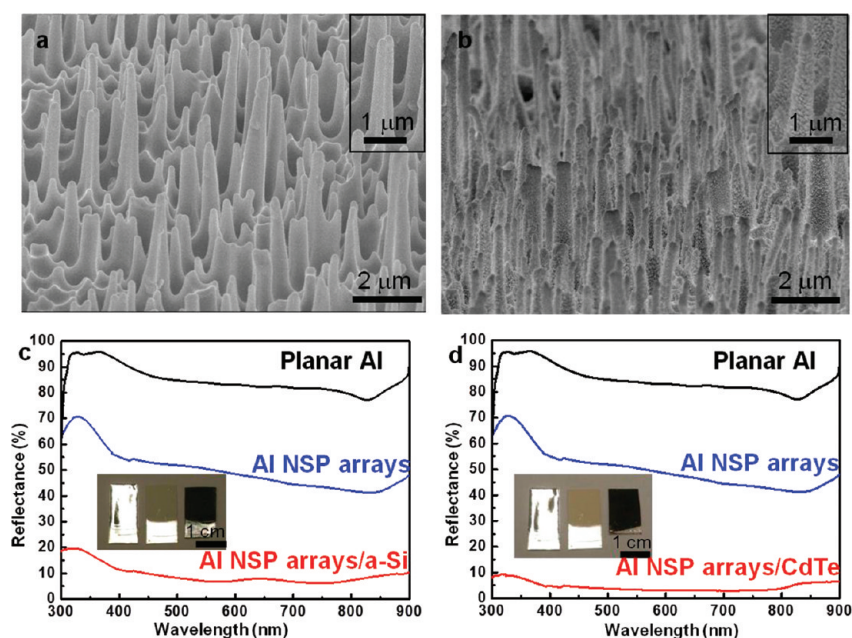 a
1 μm
2 μm
b
1 μm
2 μm
c
Planar Al
Al NSP arrays
1 cm
Al NSP arrays/a-Si
Reflectance (%)
100
90
80
70
60
50
40
30
20
10
0
300 400 500 600 700 800 900
Wavelength (nm)
d
Planar Al
Al NSP arrays
1 cm
Al NSP arrays/CdTe
Reflectance (%)
100
90
80
70
60
50
40
30
20
10
0
300 400 500 600 700 800 900
Wavelength (nm)